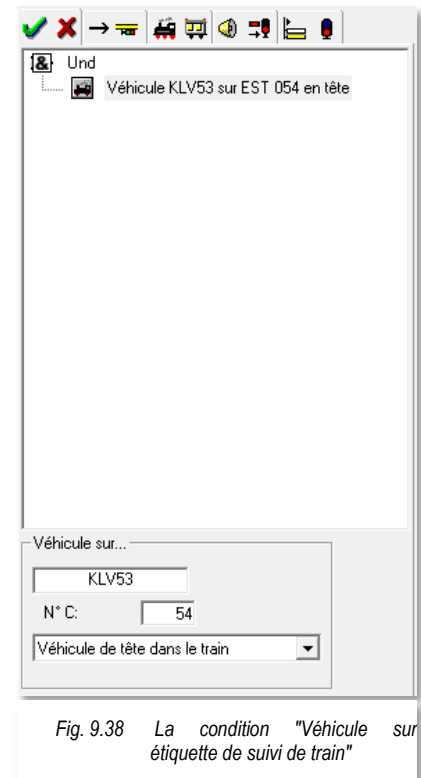 & Und
Véhicule KLV53 sur EST 054 en tête
Véhicule sur...
KLV53
N° C: 54
Véhicule de tête dans le train
Fig. 9.38 La condition "Véhicule sur
étiquette de suivi de train"